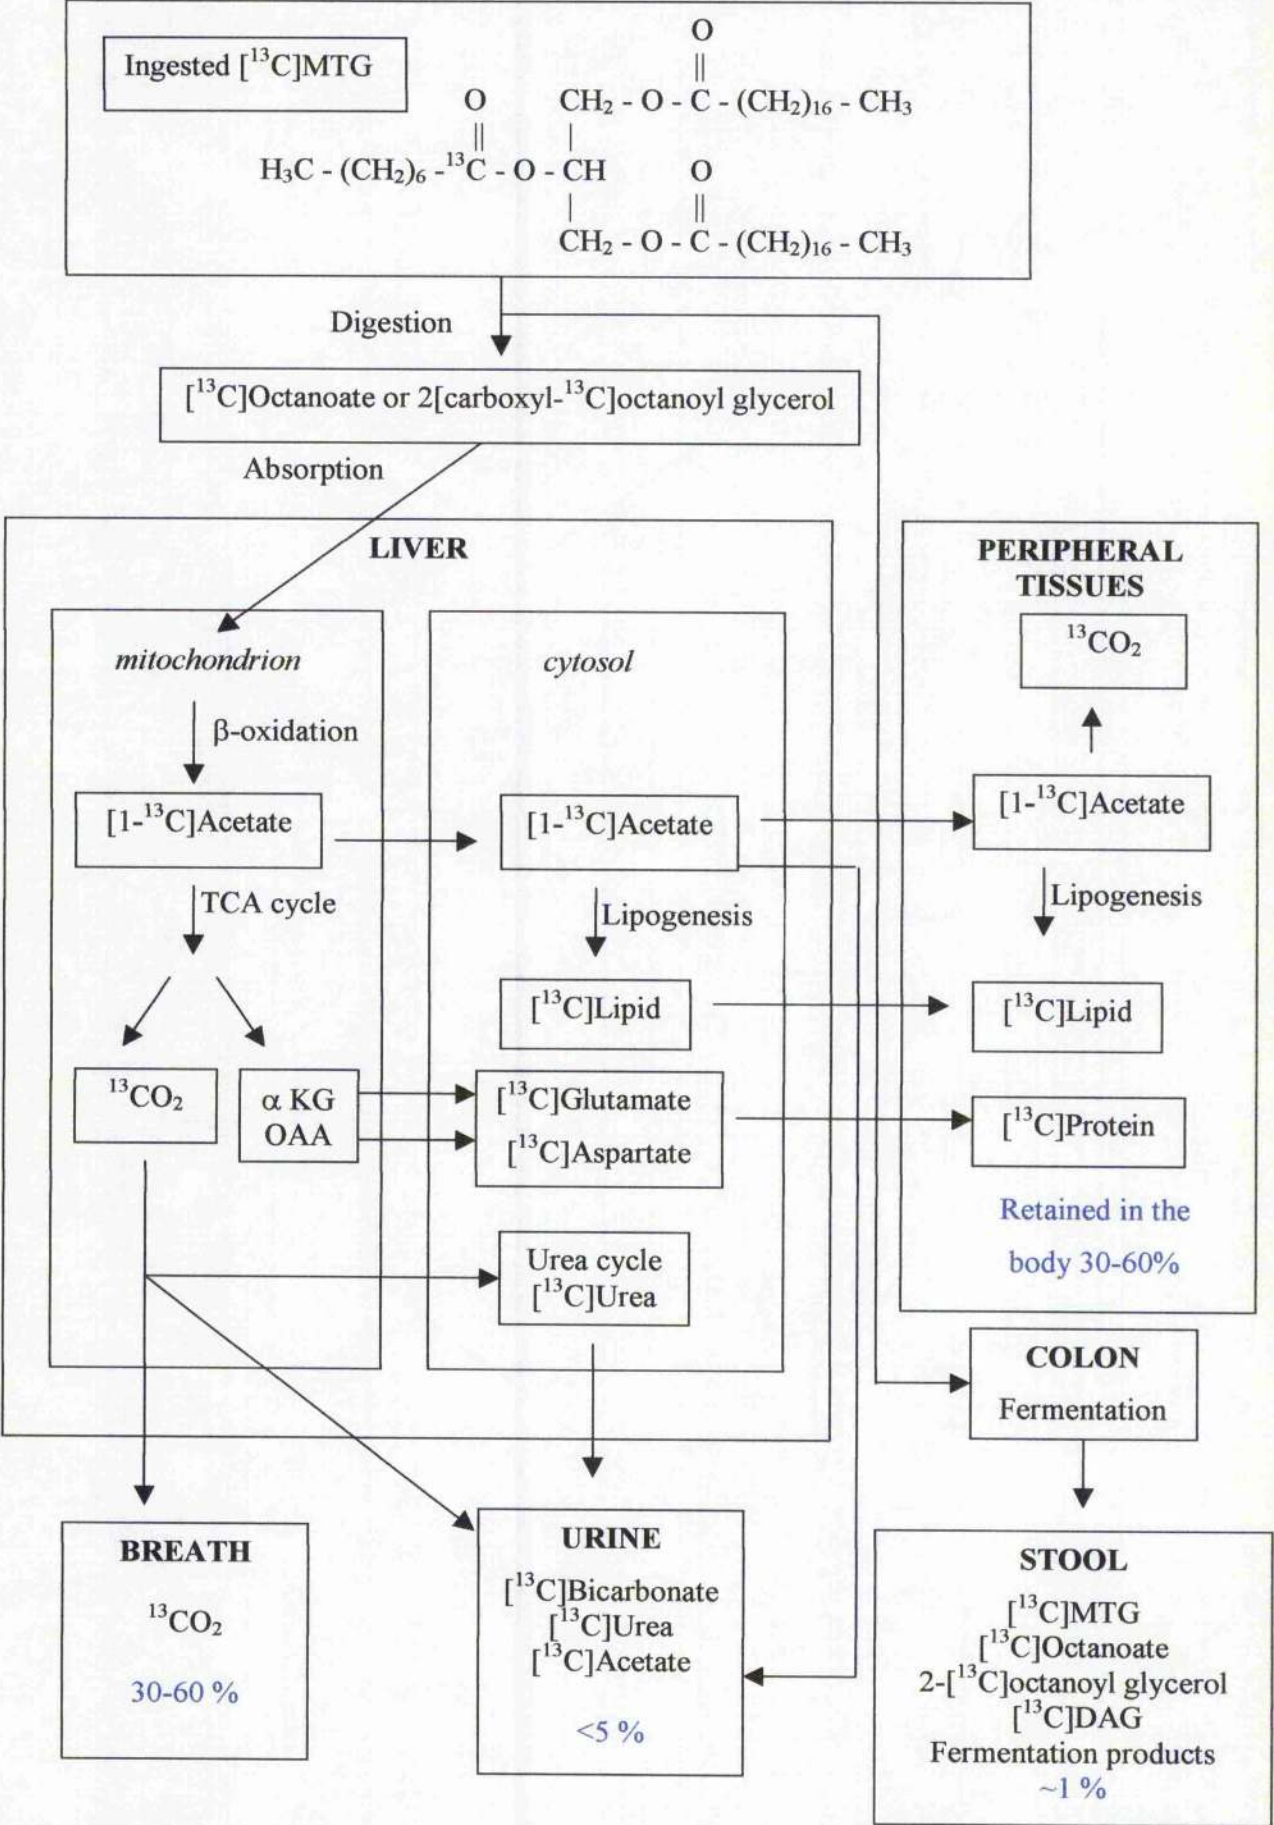 O
Ingested [¹³C]MTG
O CH₂ - O - C - (CH₂)₁₆ - CH₃
H₃C - (CH₂)₆ -¹³C - O - CH O
CH₂ - O - C - (CH₂)₁₆ - CH₃
Digestion
[¹³C]Octanoate or 2[carboxyl-¹³C]octanoyl glycerol
Absorption
LIVER
mitochondrion
β-oxidation
[1-¹³C]Acetate
TCA cycle
¹³CO₂
α KG
OAA
cytosol
[1-¹³C]Acetate
Lipogenesis
[¹³C]Lipid
[¹³C]Glutamate
[¹³C]Aspartate
Urea cycle
[¹³C]Urea
PERIPHERAL
TISSUES
¹³CO₂
[1-¹³C]Acetate
Lipogenesis
[¹³C]Lipid
[¹³C]Protein
Retained in the
body 30-60%
COLON
Fermentation
BREATH
¹³CO₂
30-60 %
URINE
[¹³C]Bicarbonate
[¹³C]Urea
[¹³C]Acetate
<5 %
STOOL
[¹³C]MTG
[¹³C]Octanoate
2-[¹³C]octanoyl glycerol
[¹³C]DAG
Fermentation products
~1 %